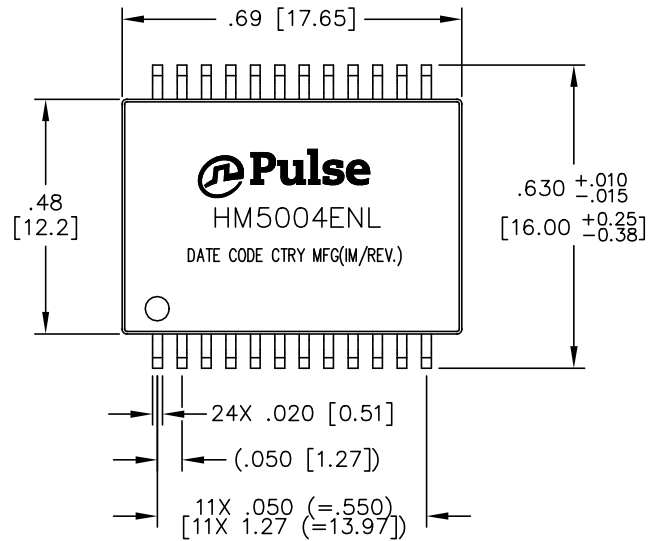 .69 [17.65]
Pulse
HM5004ENL
DATE CODE CTRY MFG(IM/REV.)
.48
[12.2]
.630 +.010
-.015
[16.00 +0.25
-0.38]
24X .020 [0.51]
(.050 [1.27])
11X .050 (=.550)
[11X 1.27 (=13.97)]